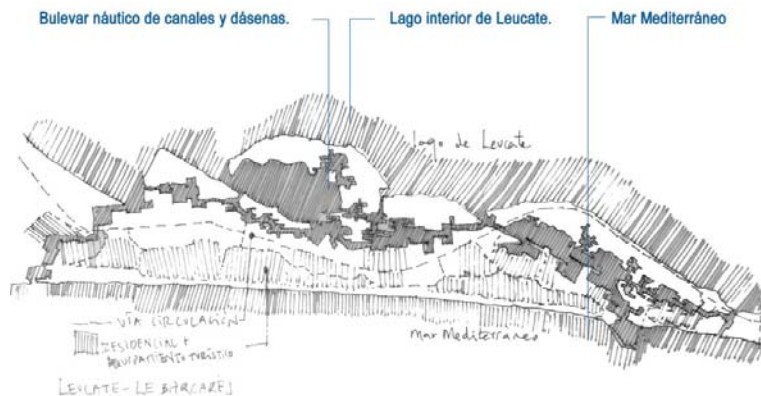 Bulevar náutico de canales y dásenas.
Lago interior de Leucate.
Mar Mediterráneo
Lago de Leucate
VÍA CIRCULACIÓN
RESIDENCIAL +
EQUIPAMIENTO TURÍSTICO
Mar Mediterraneo
[LEUCATE - LE BARCARÉS]